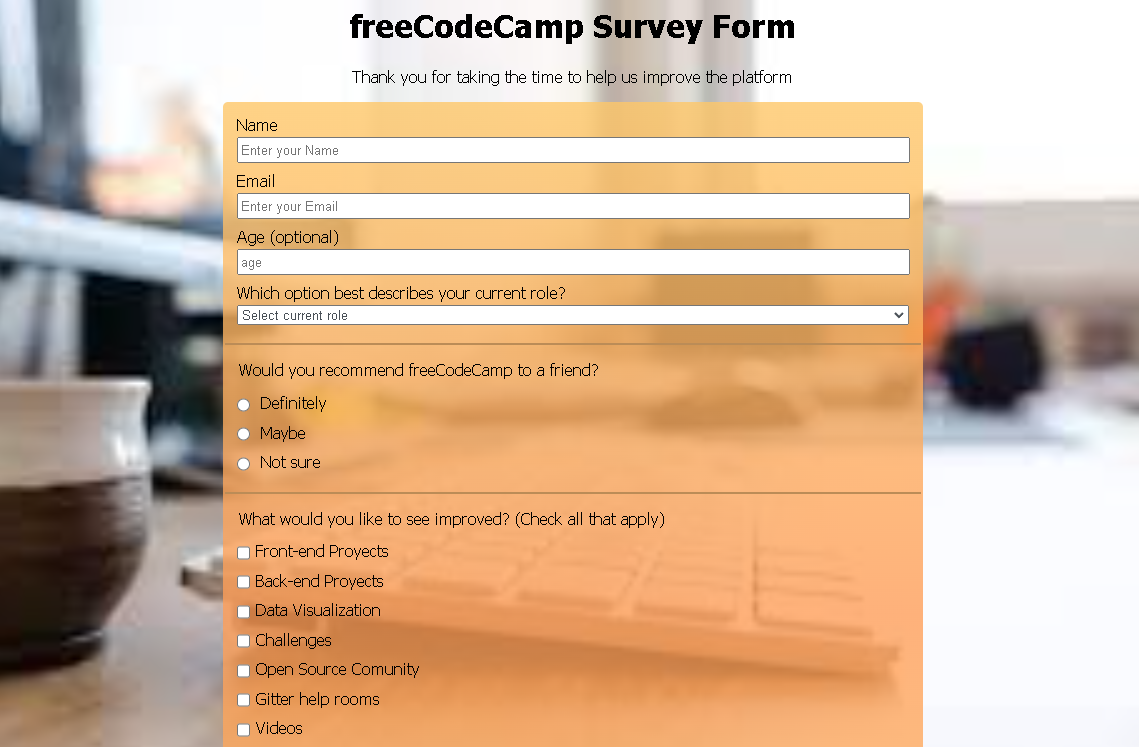 freeCodeCamp Survey Form
Thank you for taking the time to help us improve the platform
Name
Enter your Name
Email
Enter your Email
Age (optional)
age
Which option best describes your current role?
Select current role
Would you recommend freeCodeCamp to a friend?
Definitely
Maybe
Not sure
What would you like to see improved? (Check all that apply)
Front-end Proyects
Back-end Proyects
Data Visualization
Challenges
Open Source Comunity
Gitter help rooms
Videos